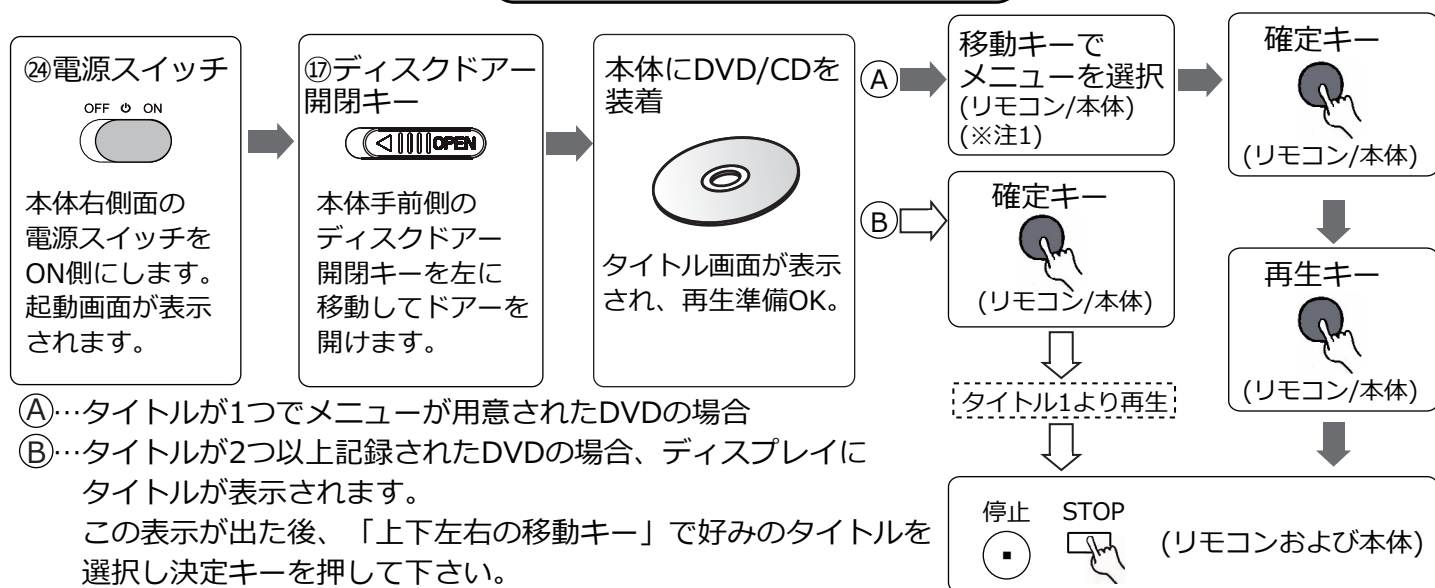 ㉔電源スイッチ
OFF ON
本体右側面の
電源スイッチを
ON側にします。
起動画面が表示
されます。
⑰ディスクドアー
開閉キー
OPEN
本体手前側の
ディスクドアー
開閉キーを左に
移動してドアーを
開けます。
本体にDVD/CDを
装着
タイトル画面が表示
され、再生準備OK。
Ⓐ
移動キーで
メニューを選択
(リモコン/本体)
(※注1)
確定キー
(リモコン/本体)
再生キー
(リモコン/本体)
Ⓑ
確定キー
(リモコン/本体)
タイトル1より再生
停止 STOP
(リモコンおよび本体)
Ⓐ…タイトルが1つでメニューが用意されたDVDの場合
Ⓑ…タイトルが2つ以上記録されたDVDの場合、ディスプレイに
タイトルが表示されます。
この表示が出た後、「上下左右の移動キー」で好みのタイトルを
選択し決定キーを押して下さい。